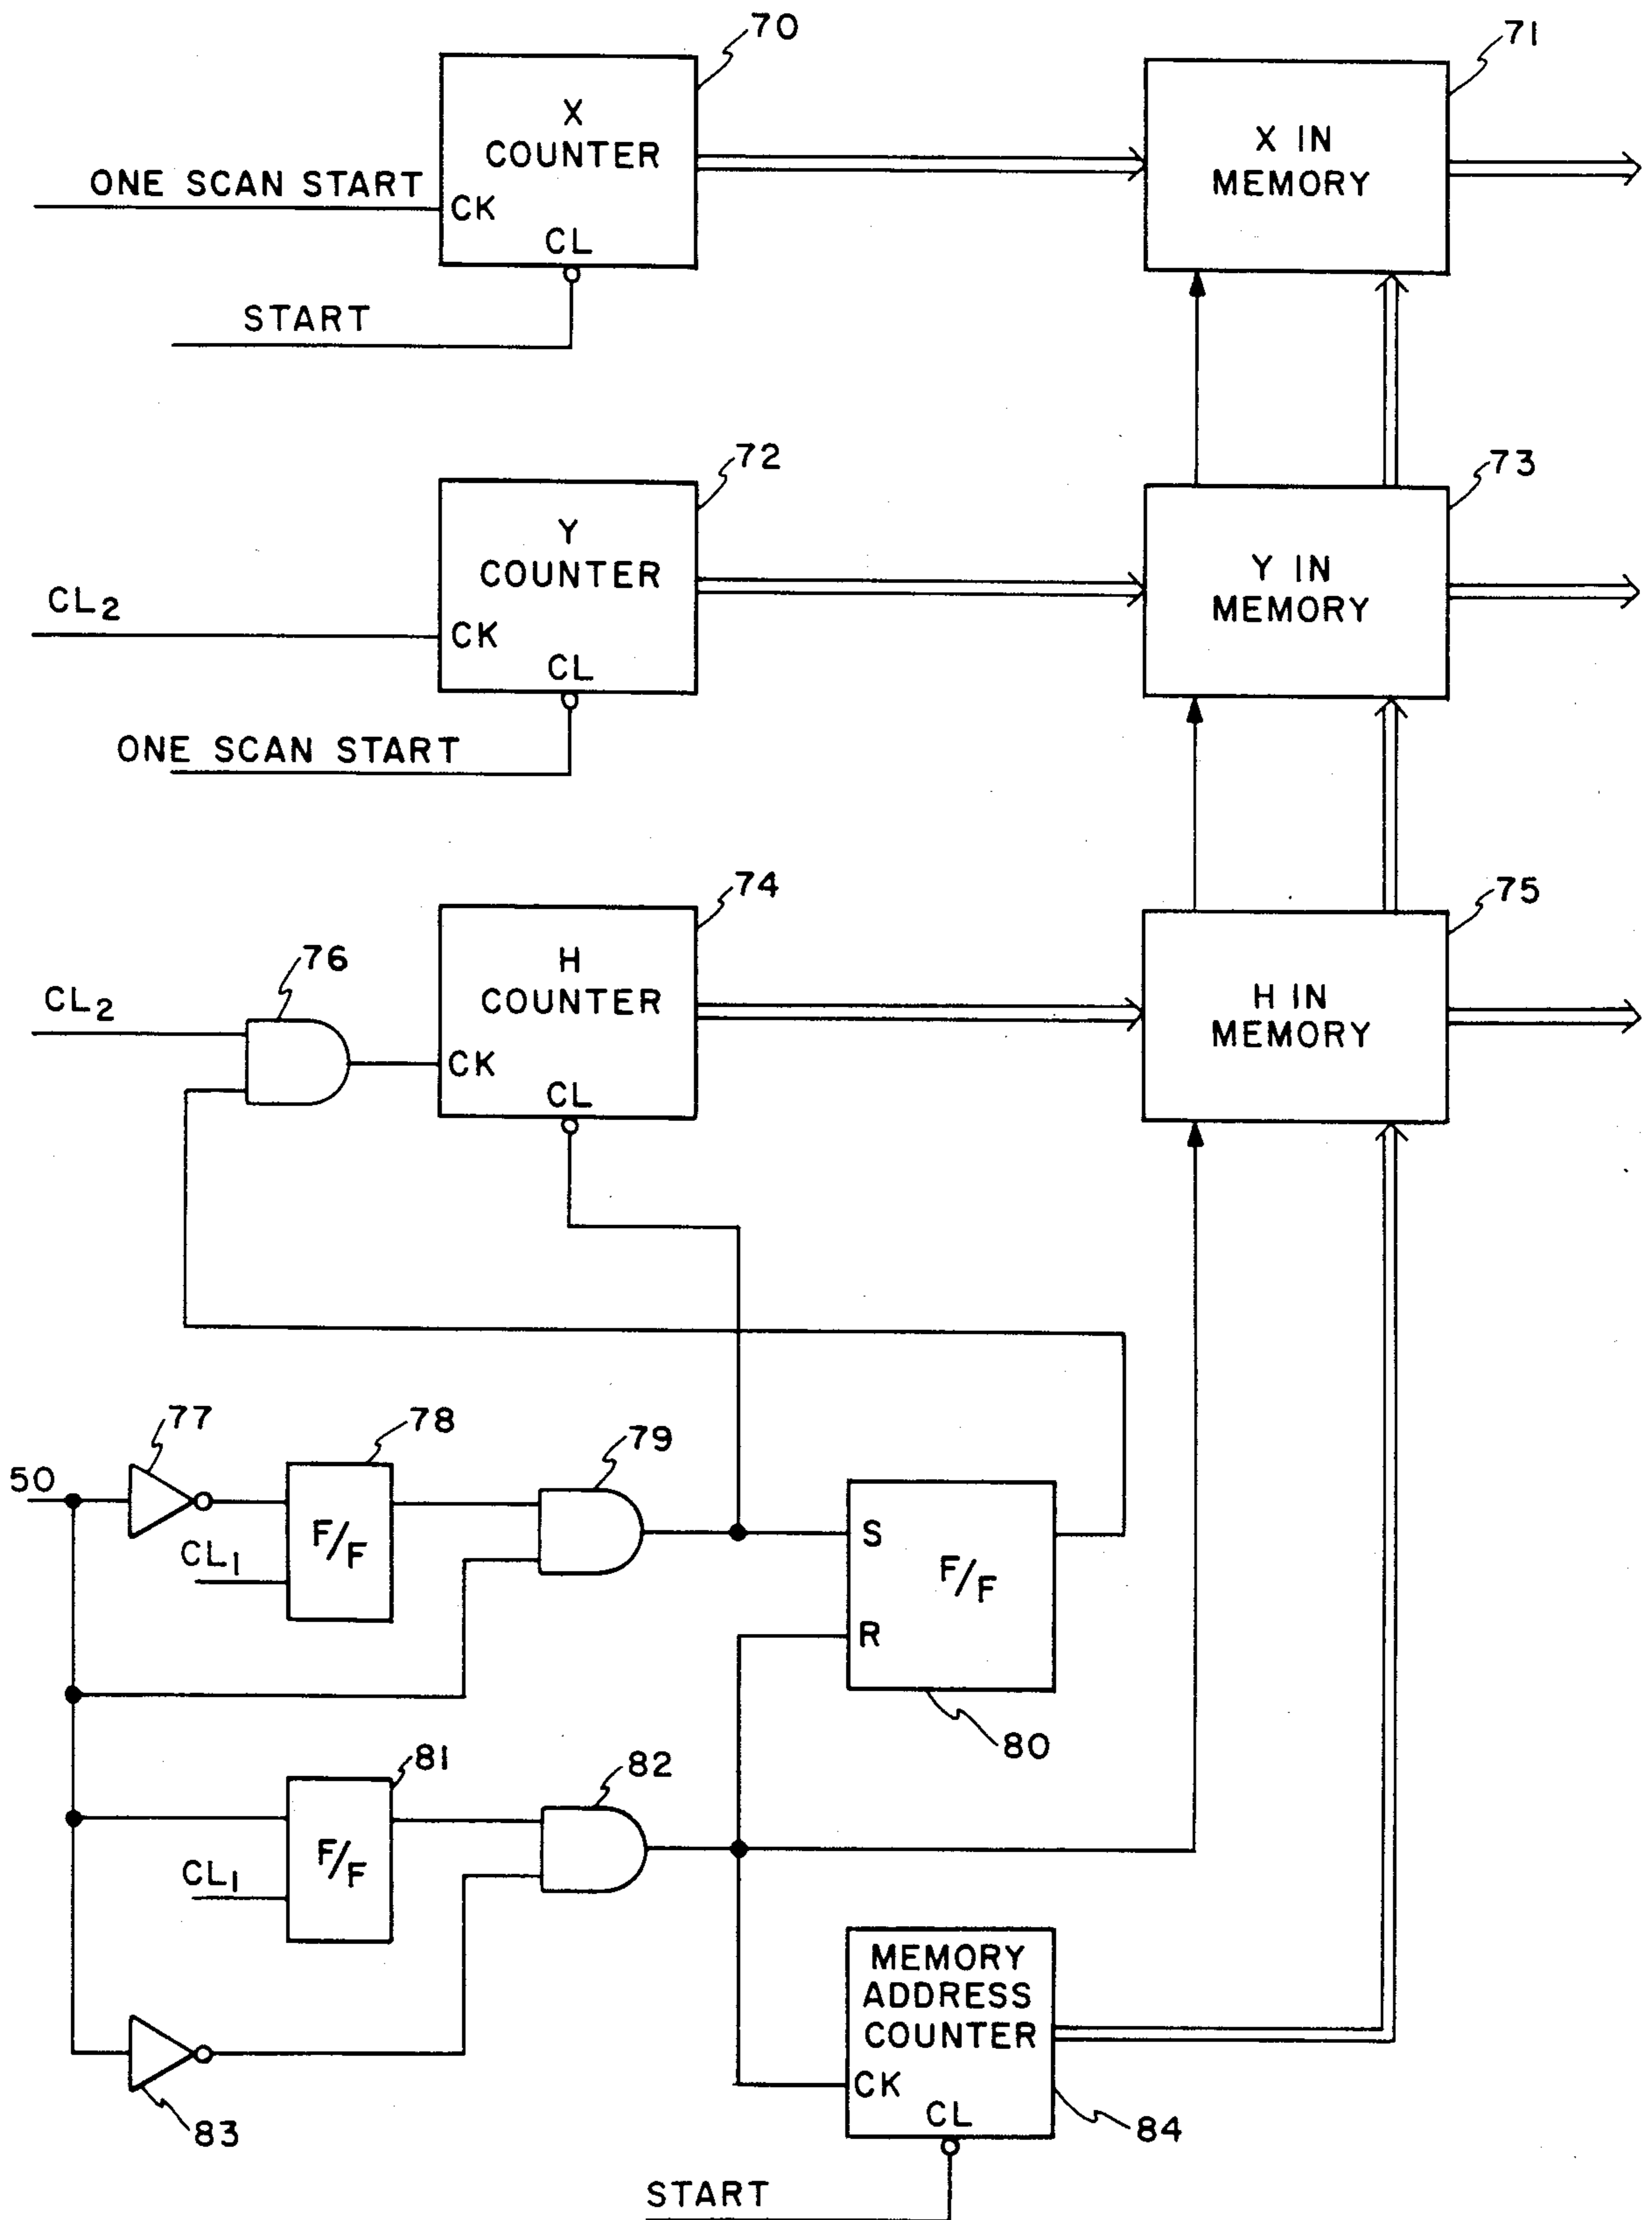 70
71
X
COUNTER
X IN
MEMORY
ONE SCAN START
CK
CL
START
72
73
Y
COUNTER
Y IN
MEMORY
CL2
CK
CL
ONE SCAN START
74
75
76
H
COUNTER
H IN
MEMORY
CL2
CK
CL
77
78
79
50
F/F
CL1
S
F/F
R
80
81
82
F/F
CL1
MEMORY
ADDRESS
COUNTER
CK
CL
83
84
START